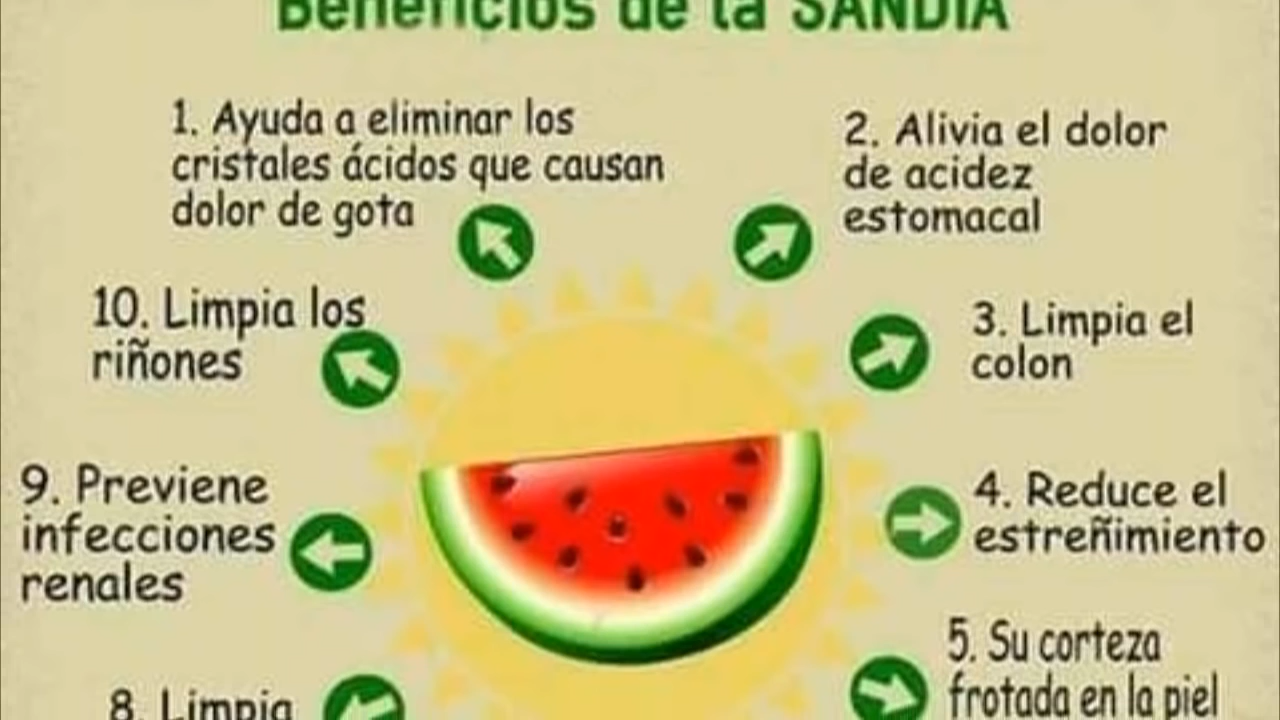 Beneficios de la SANDIA
1. Ayuda a eliminar los
cristales ácidos que causan
dolor de gota
2. Alivia el dolor
de acidez
estomacal
3. Limpia el
colon
4. Reduce el
estreñimiento
5. Su corteza
frotada en la piel
8. Limpia
9. Previene
infecciones
renales
10. Limpia los
riñones